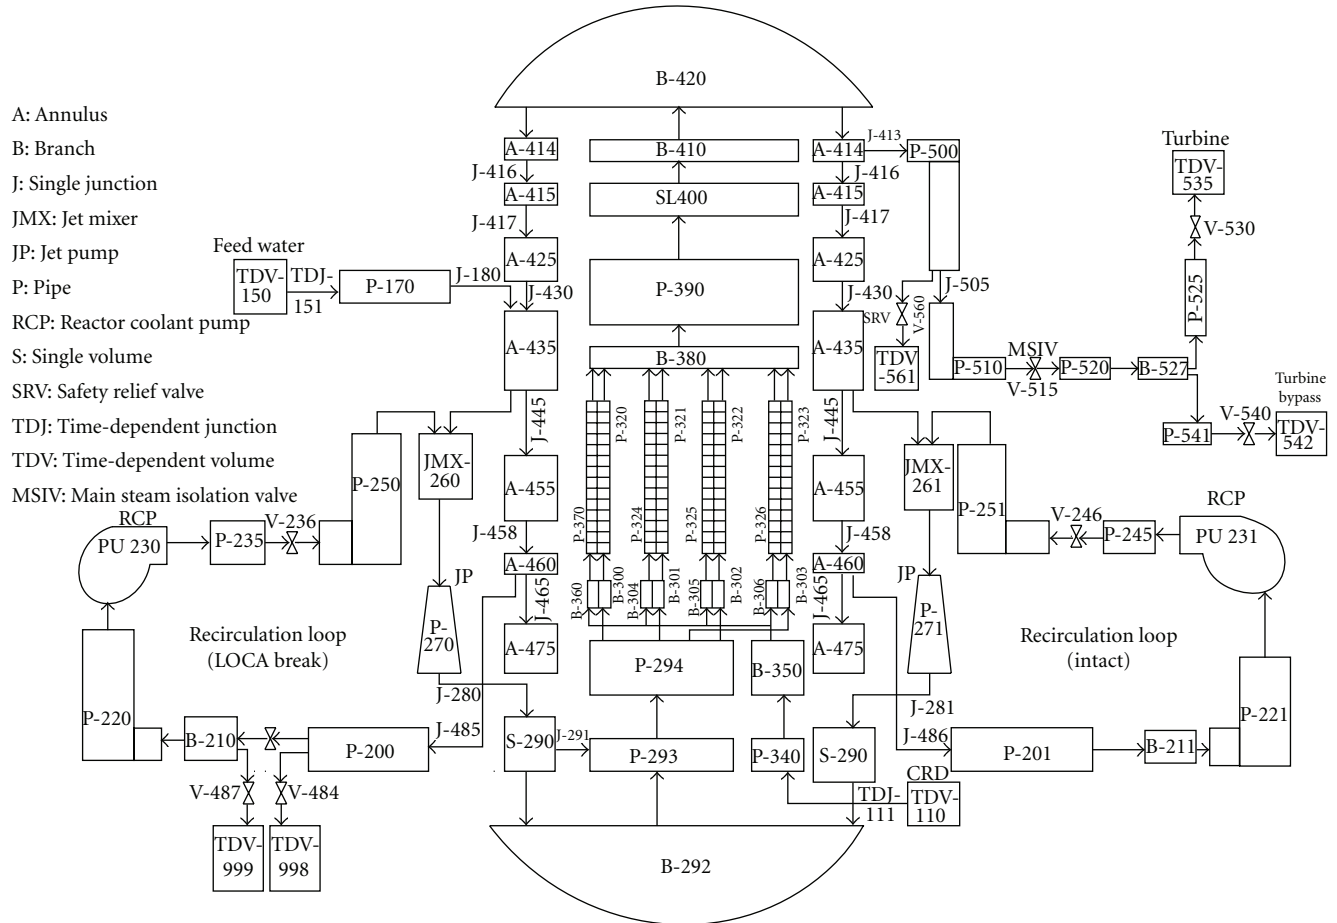 B-420
A: Annulus
B: Branch
J: Single junction
JMX: Jet mixer
JP: Jet pump
P: Pipe
RCP: Reactor coolant pump
S: Single volume
SRV: Safety relief valve
TDJ: Time-dependent junction
TDV: Time-dependent volume
MSIV: Main steam isolation valve
A-414
B-410
A-414
J-413
P-500
J-416
J-416
A-415
SL400
A-415
J-417
J-417
Turbine
TDV-
535
V-530
P-525
Feed water
TDV-
150
TDJ-
151
P-170
J-180
A-425
J-430
P-390
A-425
J-430
J-505
SRV
V-560
TDV
-561
A-435
B-380
A-435
P-510
MSIV
V-515
P-520
B-527
Turbine
bypass
P-541
V-540
TDV-
542
J-445
P-320
P-321
P-322
P-323
J-445
P-250
JMX-
260
A-455
P-370
P-324
P-325
P-326
A-455
JMX-
261
P-251
RCP
PU 230
P-235
V-236
J-458
J-458
V-246
P-245
RCP
PU 231
A-460
A-460
JP
P-
270
J-465
B-360
B-300
B-304
B-301
B-305
B-302
B-306
B-303
J-465
JP
P-
271
Recirculation loop
(LOCA break)
A-475
P-294
B-350
A-475
Recirculation loop
(intact)
J-280
J-281
P-220
B-210
P-200
J-485
S-290
J-291
P-293
P-340
S-290
J-486
P-201
B-211
P-221
V-487
V-484
TDJ-
111
CRD
TDV-
110
TDV-
999
TDV-
998
B-292